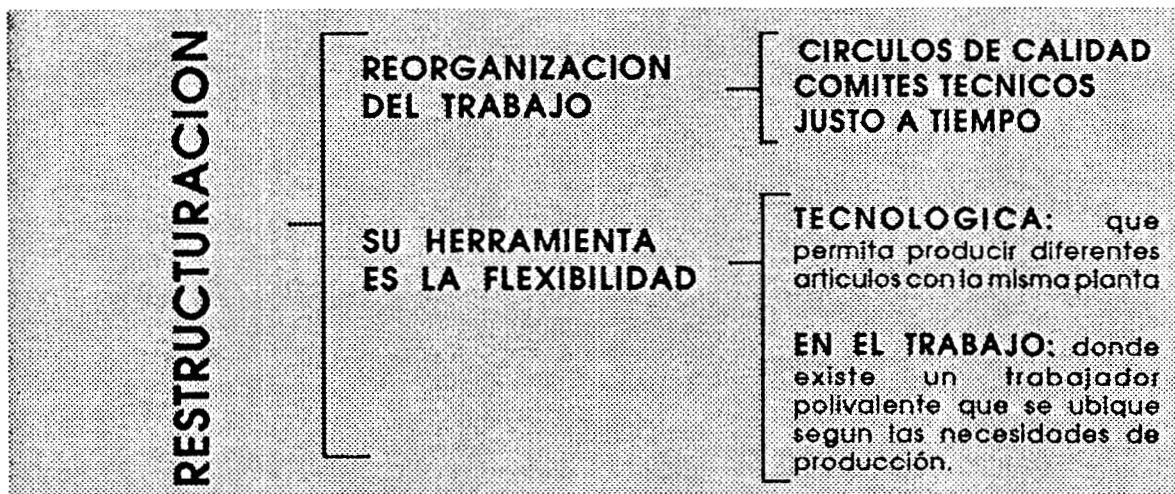 RESTRUCTURACION
REORGANIZACION
DEL TRABAJO
CIRCULOS DE CALIDAD
COMITES TECNICOS
JUSTO A TIEMPO
SU HERRAMIENTA
ES LA FLEXIBILIDAD
TECNOLOGICA: que
permita producir diferentes
articulos con la misma planta
EN EL TRABAJO: donde
existe un trabajador
polivalente que se ubique
segun las necesidades de
producción.